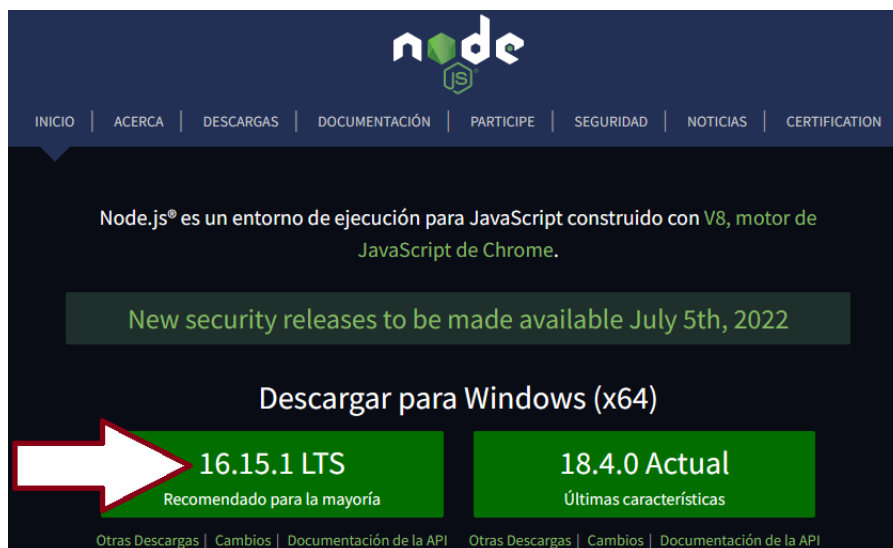 node
JS
INICIO | ACERCA | DESCARGAS | DOCUMENTACIÓN | PARTICIPE | SEGURIDAD | NOTICIAS | CERTIFICATION
Node.js® es un entorno de ejecución para JavaScript construido con V8, motor de
JavaScript de Chrome.
New security releases to be made available July 5th, 2022
Descargar para Windows (x64)
16.15.1 LTS
Recomendado para la mayoría
18.4.0 Actual
Últimas características
Otras Descargas | Cambios | Documentación de la API
Otras Descargas | Cambios | Documentación de la API